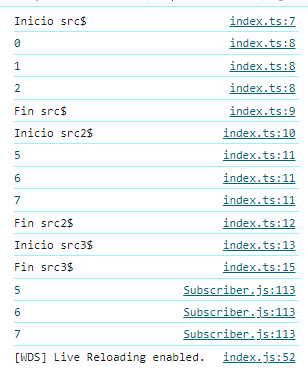 Inicio src$ index.ts:7
0 index.ts:8
1 index.ts:8
2 index.ts:8
Fin src$ index.ts:9
Inicio src2$ index.ts:10
5 index.ts:11
6 index.ts:11
7 index.ts:11
Fin src2$ index.ts:12
Inicio src3$ index.ts:13
Fin src3$ index.ts:15
5 Subscriber.js:113
6 Subscriber.js:113
7 Subscriber.js:113
[WDS] Live Reloading enabled. index.js:52